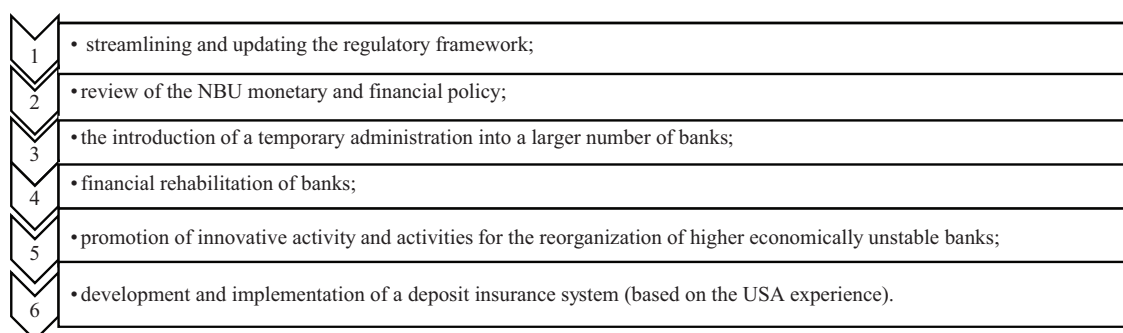 1 • streamlining and updating the regulatory framework;
2 • review of the NBU monetary and financial policy;
3 • the introduction of a temporary administration into a larger number of banks;
4 • financial rehabilitation of banks;
5 • promotion of innovative activity and activities for the reorganization of higher economically unstable banks;
6 • development and implementation of a deposit insurance system (based on the USA experience).